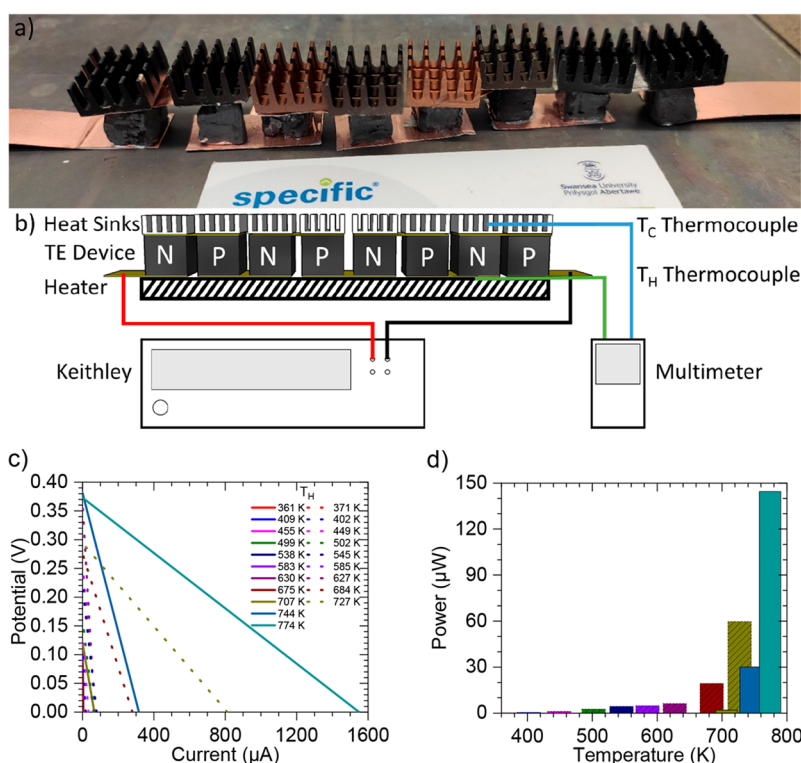 a)
specific®
Swansea University
Prifysgol Abertawe
b)
Heat Sinks
TE Device
Heater
N P N P N P N P
T_C Thermocouple
T_H Thermocouple
Keithley
Multimeter
c)
Potential (V)
0.40
0.35
0.30
0.25
0.20
0.15
0.10
0.05
0.00
T_H
361 K 371 K
409 K 402 K
455 K 449 K
499 K 502 K
538 K 545 K
583 K 585 K
630 K 627 K
675 K 684 K
707 K 727 K
744 K
774 K
0 400 800 1200 1600
Current (µA)
d)
Power (µW)
150
120
90
60
30
0
400 500 600 700 800
Temperature (K)